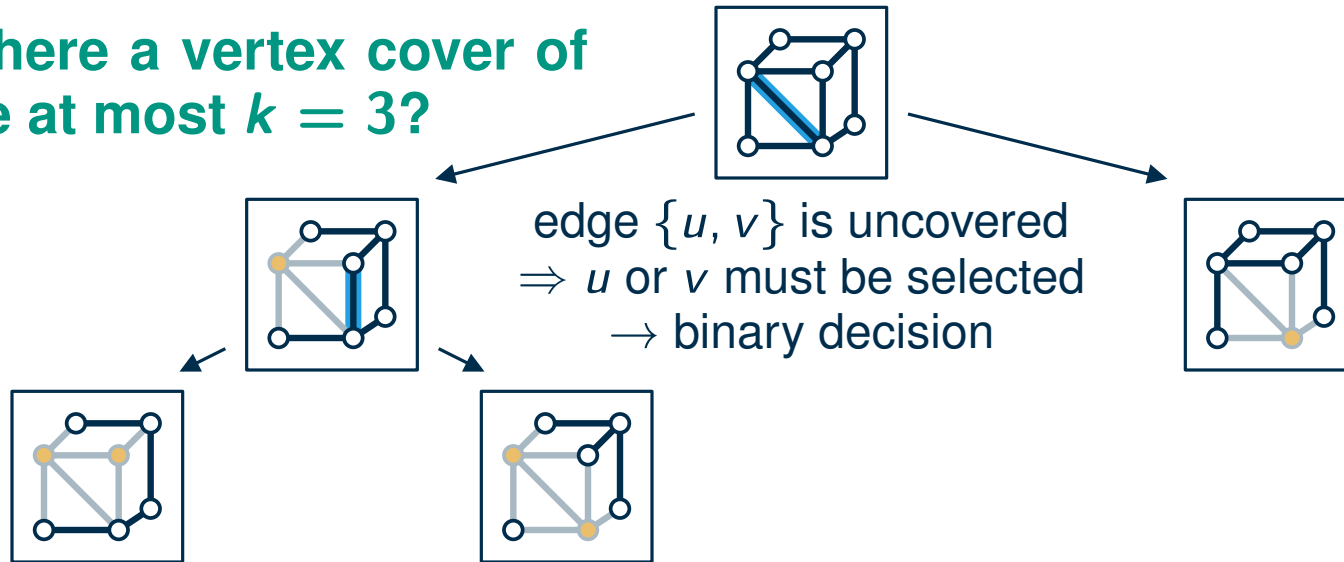 here a vertex cover of
e at most k = 3?
edge {u, v} is uncovered
⇒ u or v must be selected
→ binary decision